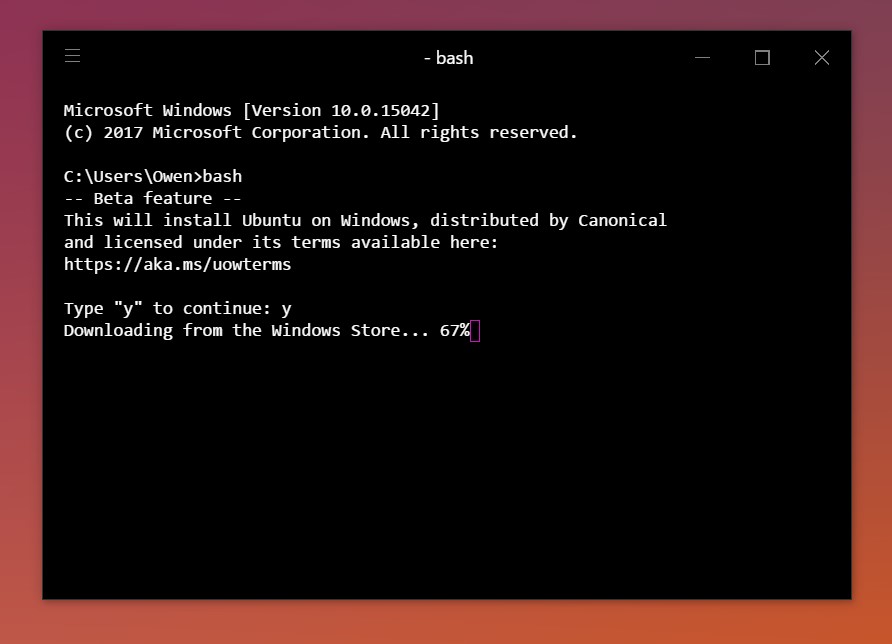 - bash
Microsoft Windows [Version 10.0.15042]
(c) 2017 Microsoft Corporation. All rights reserved.
C:\Users\Owen>bash
-- Beta feature --
This will install Ubuntu on Windows, distributed by Canonical
and licensed under its terms available here:
https://aka.ms/uowterms
Type "y" to continue: y
Downloading from the Windows Store... 67%